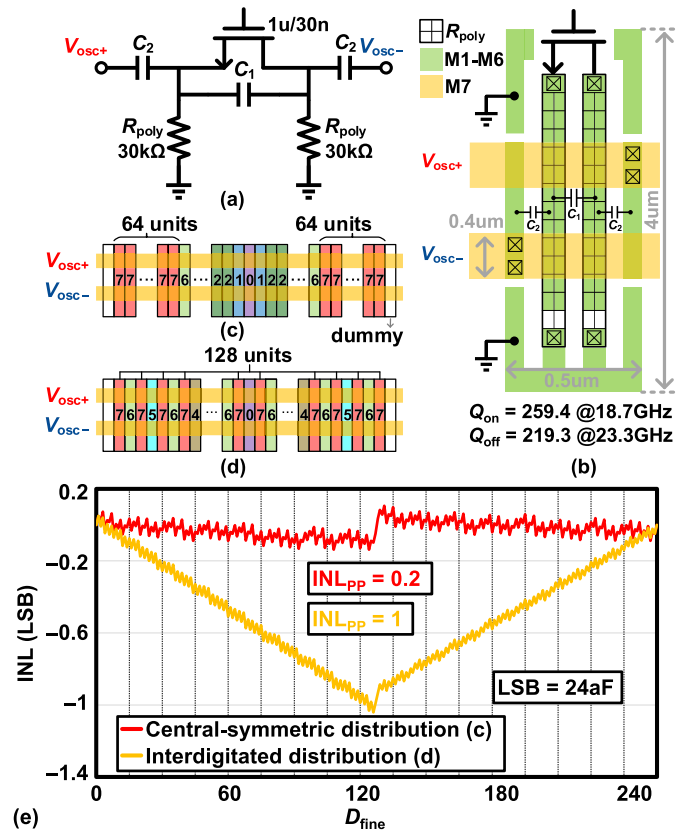 (a)
1u/30n
Vosc+
C2
C2
Vosc−
C1
Rpoly
30kΩ
Rpoly
30kΩ
(b)
Rpoly
M1-M6
M7
Vosc+
C1
C2
C2
0.4um
4um
Vosc−
0.5um
Qon = 259.4 @18.7GHz
Qoff = 219.3 @23.3GHz
64 units
64 units
Vosc+
7 7 ··· 7 7 6 ··· 2 2 1 0 1 2 2 ··· 6 7 7 ··· 7 7
Vosc−
(c)
dummy
128 units
Vosc+
7 6 7 5 7 6 7 4 ··· 6 7 0 7 6 ··· 4 7 6 7 5 7 6 7
Vosc−
(d)
0.2
−0.2
−0.6
−1
−1.4
INL (LSB)
INLPP = 0.2
INLPP = 1
LSB = 24aF
Central-symmetric distribution (c)
Interdigitated distribution (d)
0
60
120
180
240
Dfine
(e)